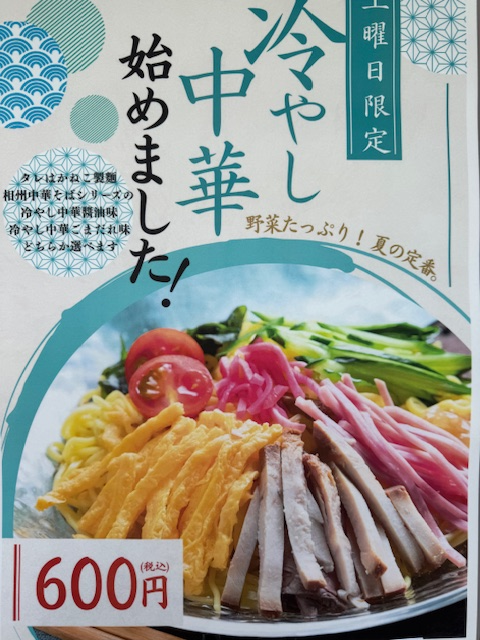 土曜日限定
冷やし
中華
始めました!
野菜たっぷり!夏の定番。
タレはかねこ製麺
相州中華そばシリーズの
冷やし中華醤油味
冷やし中華ごまだれ味
どちらか選べます
600円
(税込)